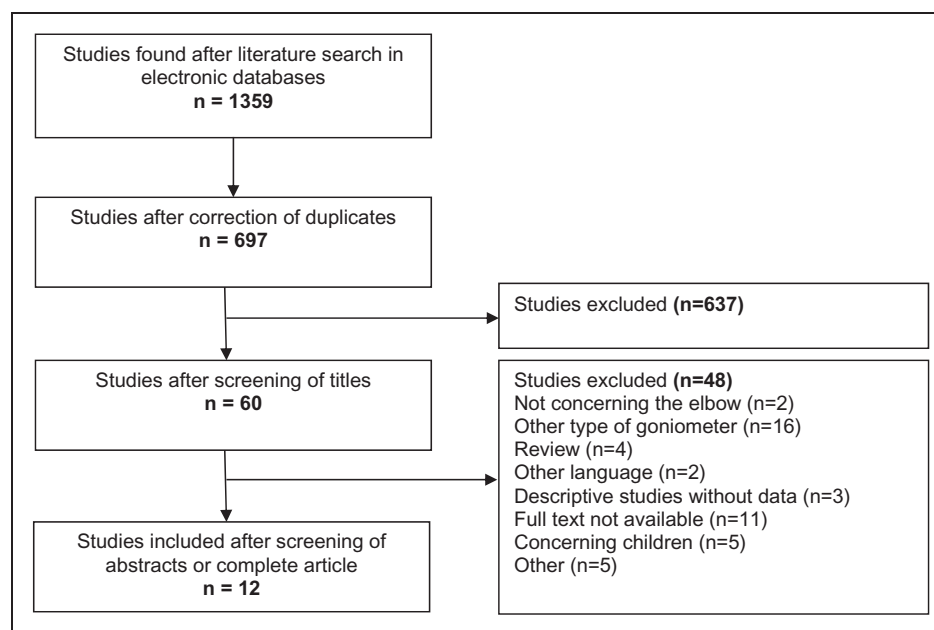 Studies found after literature search in
electronic databases
n = 1359
Studies after correction of duplicates
n = 697
Studies excluded (n=637)
Studies after screening of titles
n = 60
Studies excluded (n=48)
Not concerning the elbow (n=2)
Other type of goniometer (n=16)
Review (n=4)
Other language (n=2)
Descriptive studies without data (n=3)
Full text not available (n=11)
Concerning children (n=5)
Other (n=5)
Studies included after screening of
abstracts or complete article
n = 12